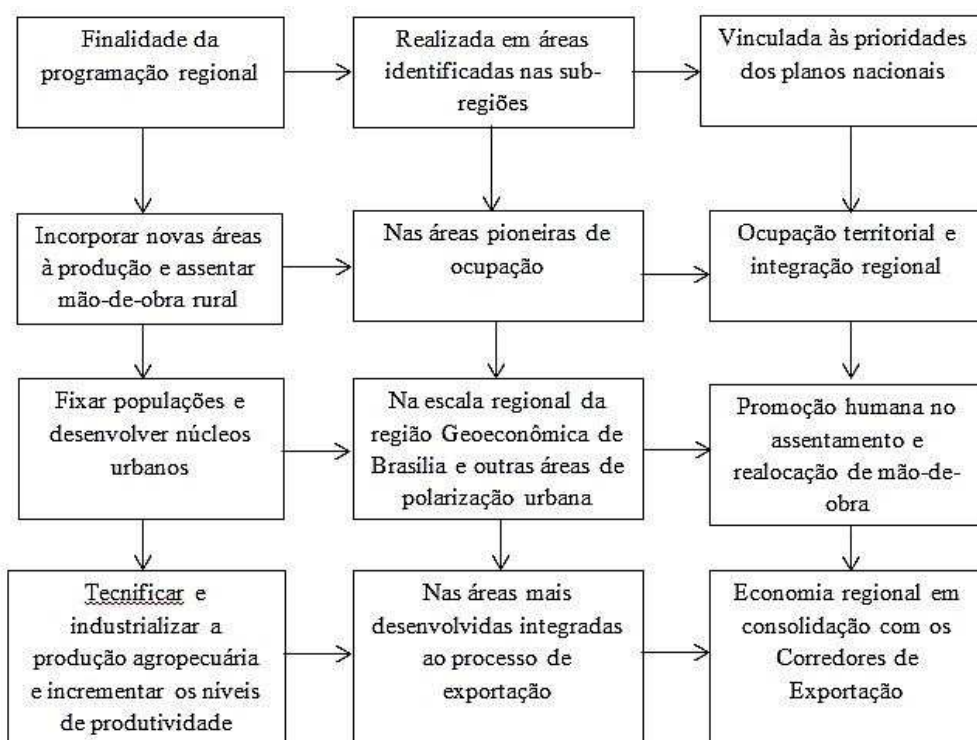 Finalidade da
programação regional
Realizada em áreas
identificadas nas sub-
regiões
Vinculada às prioridades
dos planos nacionais
Incorporar novas áreas
à produção e assentar
mão-de-obra rural
Nas áreas pioneiras de
ocupação
Ocupação territorial e
integração regional
Fixar populações e
desenvolver núcleos
urbanos
Na escala regional da
região Geoeconômica de
Brasilia e outras áreas de
polarização urbana
Promoção humana no
assentamento e
realocação de mão-de-
obra
Tecnificar e
industrializar a
produção agropecuária
e incrementar os níveis
de produtividade
Nas áreas mais
desenvolvidas integradas
ao processo de
exportação
Economia regional em
consolidação com os
Corredores de
Exportação